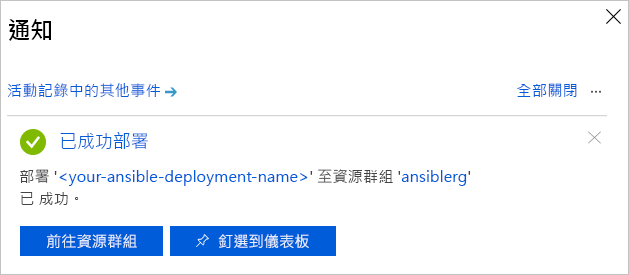 通知
活動記錄中的其他事件
全部關閉 ...
已成功部署
部署 '<your-ansible-deployment-name>' 至資源群組 'ansiblerg'
已 成功。
前往資源群組 釘選到儀表板